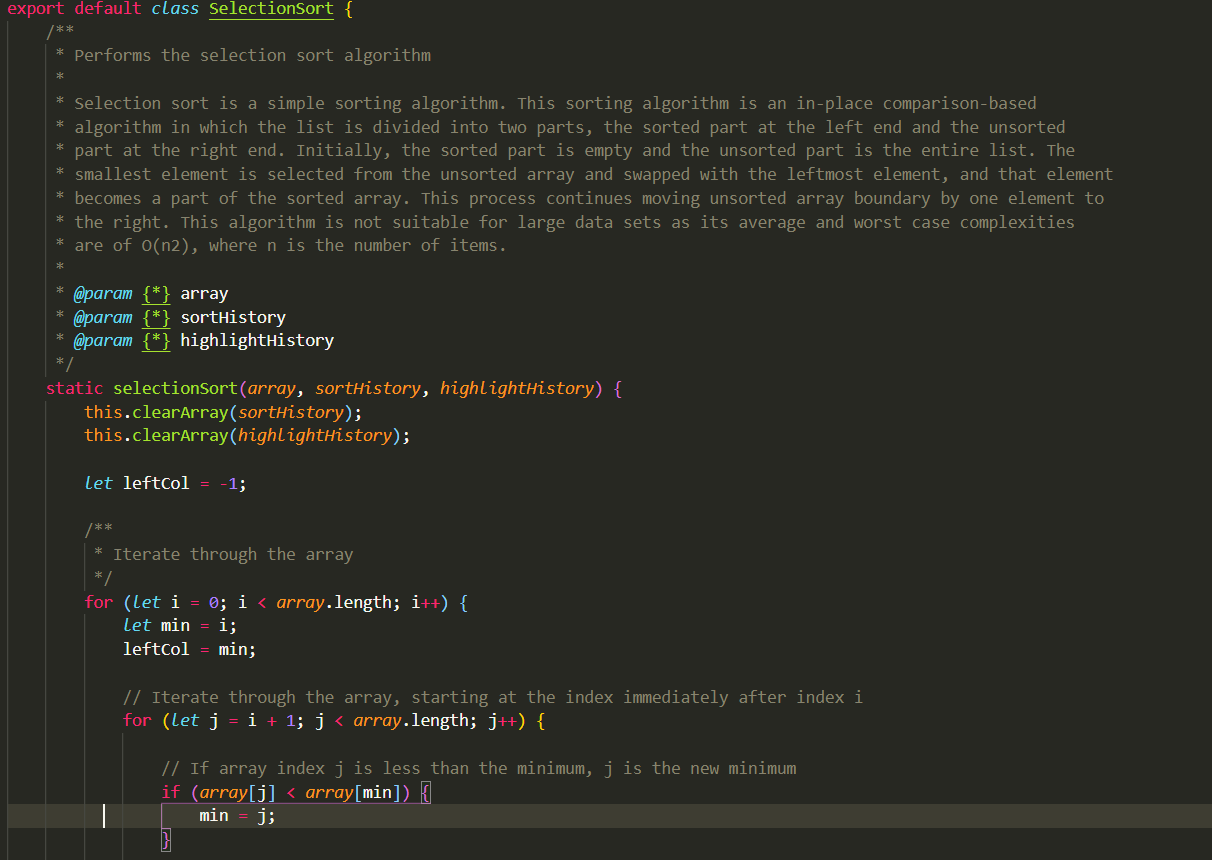 export default class SelectionSort {
    /**
     * Performs the selection sort algorithm
     *
     * Selection sort is a simple sorting algorithm. This sorting algorithm is an in-place comparison-based
     * algorithm in which the list is divided into two parts, the sorted part at the left end and the unsorted
     * part at the right end. Initially, the sorted part is empty and the unsorted part is the entire list. The
     * smallest element is selected from the unsorted array and swapped with the leftmost element, and that element
     * becomes a part of the sorted array. This process continues moving unsorted array boundary by one element to
     * the right. This algorithm is not suitable for large data sets as its average and worst case complexities
     * are of O(n2), where n is the number of items.
     *
     * @param {*} array
     * @param {*} sortHistory
     * @param {*} highlightHistory
     */
    static selectionSort(array, sortHistory, highlightHistory) {
        this.clearArray(sortHistory);
        this.clearArray(highlightHistory);

        let leftCol = -1;

        /**
         * Iterate through the array
         */
        for (let i = 0; i < array.length; i++) {
            let min = i;
            leftCol = min;

            // Iterate through the array, starting at the index immediately after index i
            for (let j = i + 1; j < array.length; j++) {

                // If array index j is less than the minimum, j is the new minimum
                if (array[j] < array[min]) {
                    min = j;
                }